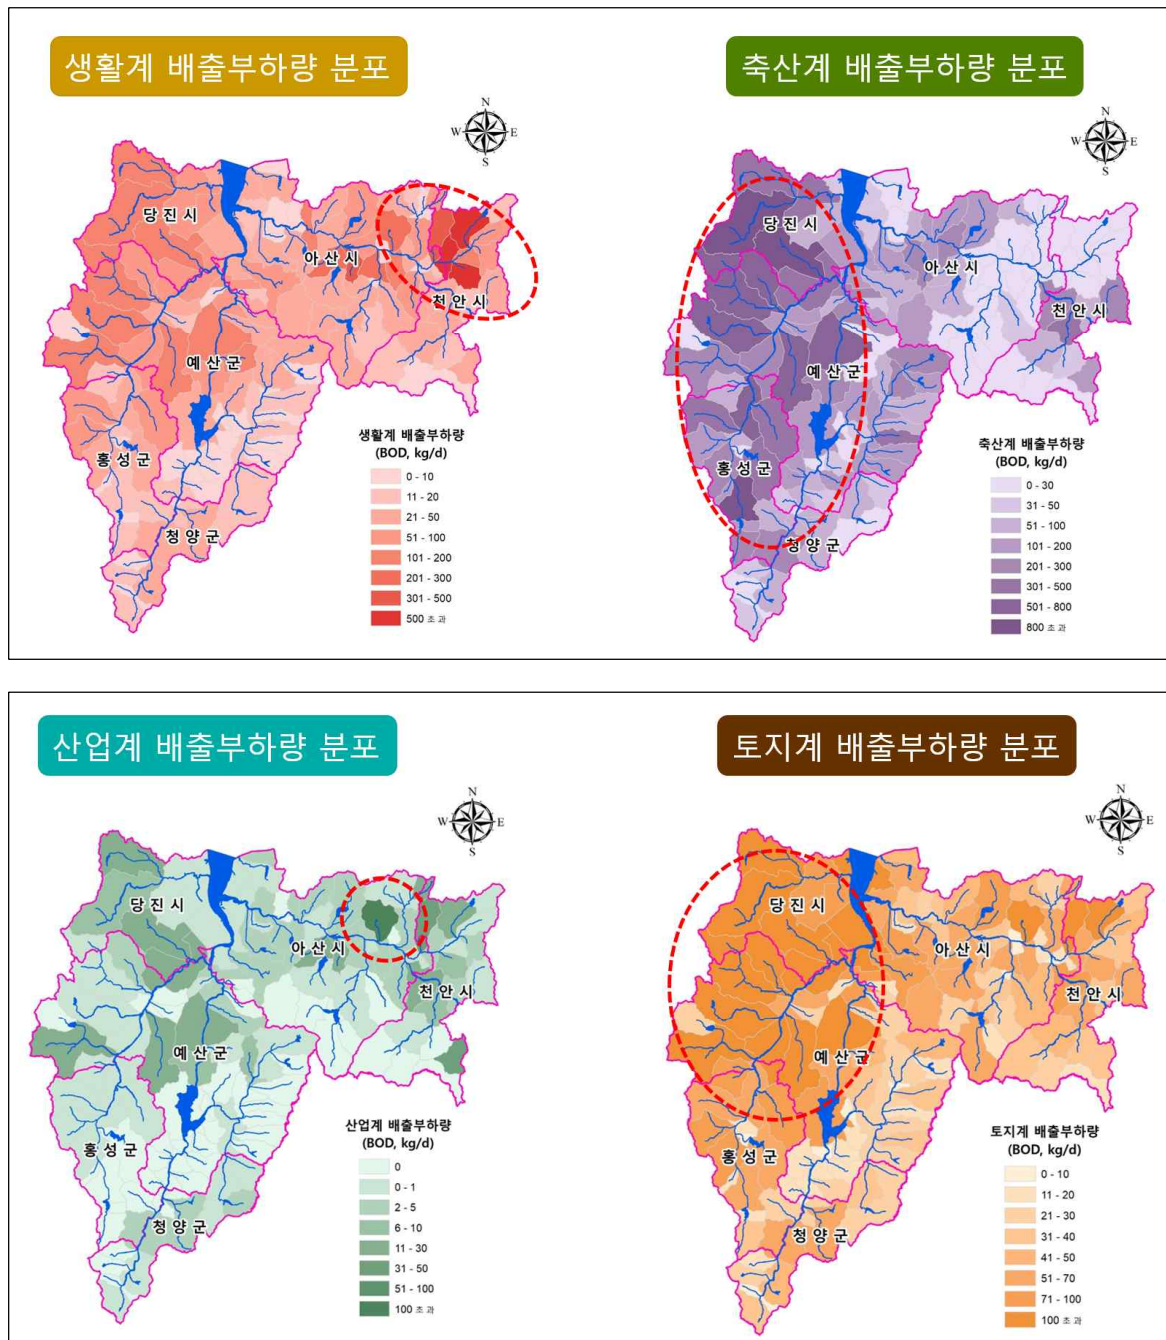 생활계 배출부하량 분포
N
W
E
S
당진시
아산시
천안시
예산군
홍성군
청양군
생활계 배출부하량
(BOD, kg/d)
0 - 10
11 - 20
21 - 50
51 - 100
101 - 200
201 - 300
301 - 500
500 초과
축산계 배출부하량 분포
N
W
E
S
당진시
아산시
천안시
예산군
홍성군
청양군
축산계 배출부하량
(BOD, kg/d)
0 - 30
31 - 50
51 - 100
101 - 200
201 - 300
301 - 500
501 - 800
800 초과
산업계 배출부하량 분포
N
W
E
S
당진시
아산시
천안시
예산군
홍성군
청양군
산업계 배출부하량
(BOD, kg/d)
0
0 - 1
2 - 5
6 - 10
11 - 30
31 - 50
51 - 100
100 초과
토지계 배출부하량 분포
N
W
E
S
당진시
아산시
천안시
예산군
홍성군
청양군
토지계 배출부하량
(BOD, kg/d)
0 - 10
11 - 20
21 - 30
31 - 40
41 - 50
51 - 70
71 - 100
100 초과